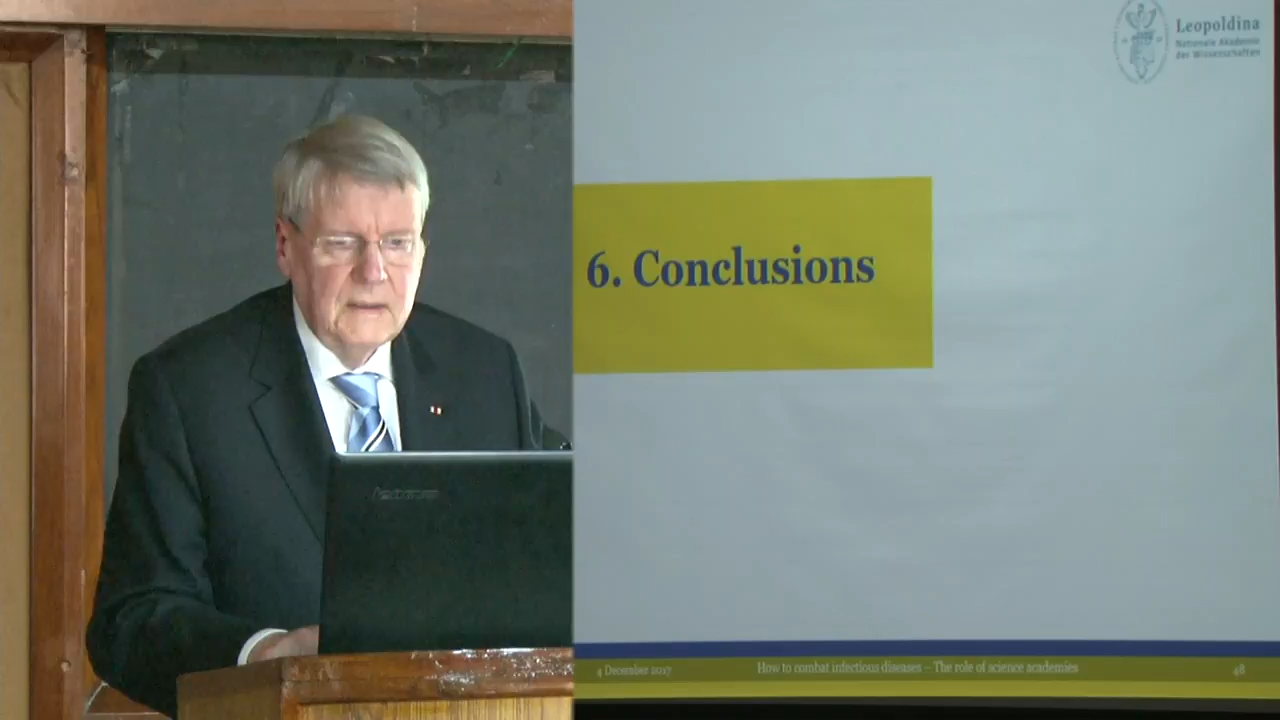 Leopoldina
Nationale Akademie
der Wissenschaften
6. Conclusions
lenovo
4 December 2017
How to combat infectious diseases – The role of science academies
48